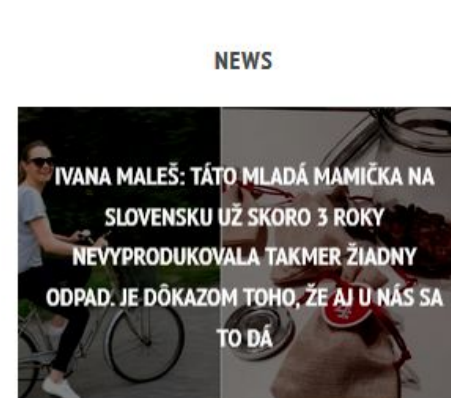 NEWS
IVANA MALEŠ: TÁTO MLADÁ MAMIČKA NA
SLOVENSKU UŽ SKORO 3 ROKY
NEVYPRODUKOVALA TAKMER ŽIADNY
ODPAD. JE DÔKAZOM TOHO, ŽE AJ U NÁS SA
TO DÁ